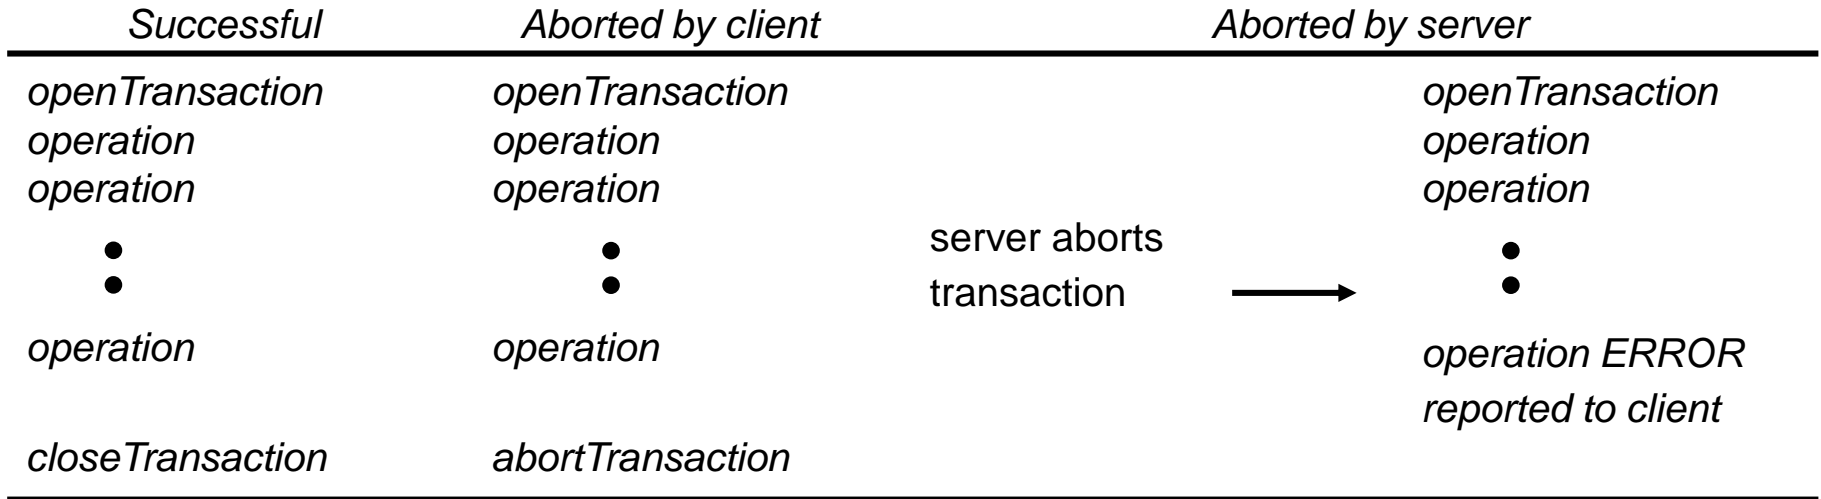 Successful Aborted by client Aborted by server
openTransaction openTransaction openTransaction
operation operation operation
operation operation operation
server aborts
transaction
operation operation operation ERROR
reported to client
closeTransaction abortTransaction